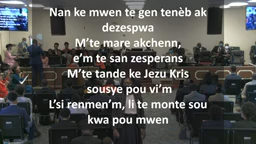 Nan ke mwen te gen tenèb ak
dezespwa
M'te mare akchenn,
e'm te san zesperans
M'te tande ke Jezu Kris
sousye pou vi'm
L'si renmen'm, li te monte sou
kwa pou mwen